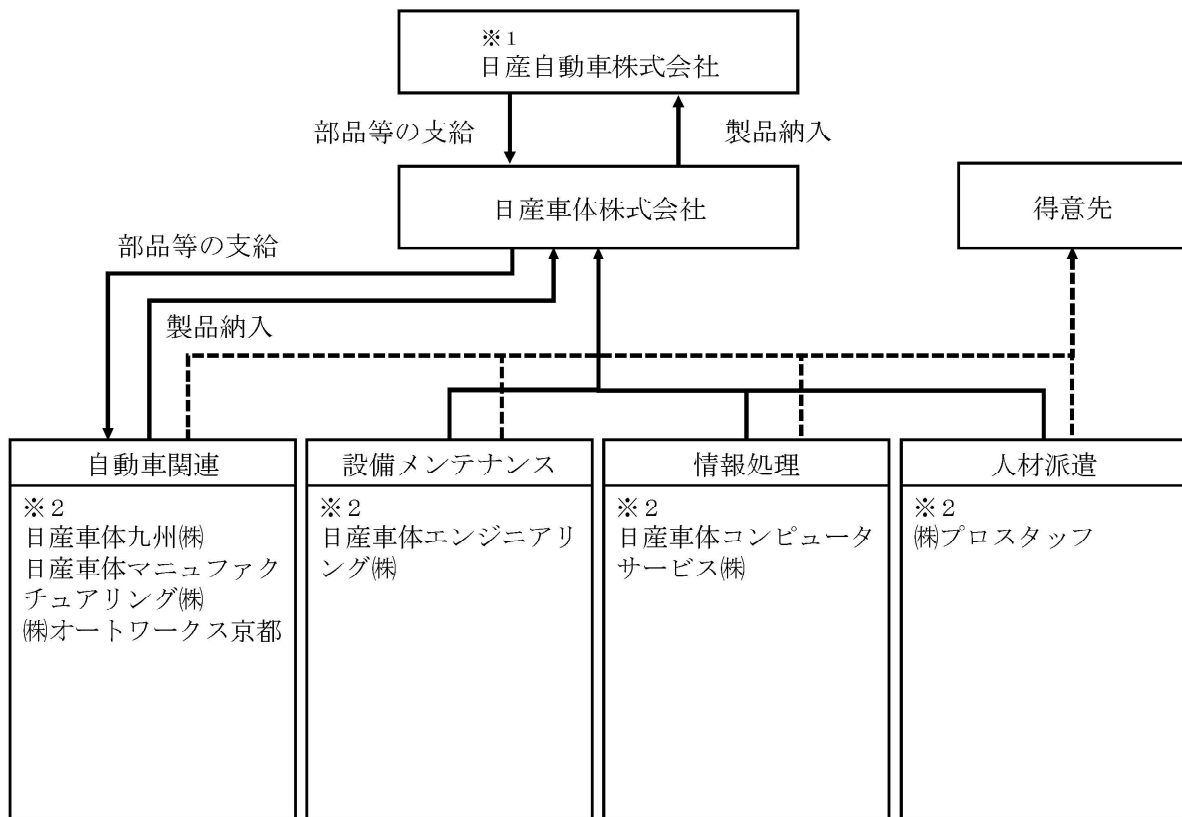 ※1
日産自動車株式会社
部品等の支給
製品納入
日産車体株式会社
得意先
部品等の支給
製品納入
自動車関連
※2
日産車体九州㈱
日産車体マニュファク
チュアリング㈱
㈱オートワークス京都
設備メンテナンス
※2
日産車体エンジニアリ
ング㈱
情報処理
※2
日産車体コンピュータ
サービス㈱
人材派遣
※2
㈱プロスタッフ